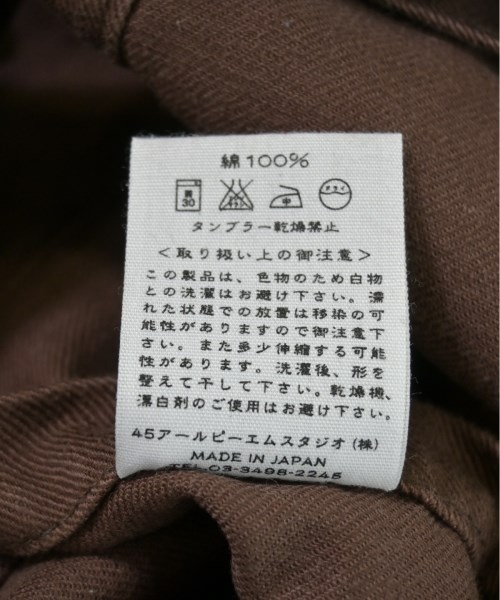 綿100%
30 中 ドライ
タンブラー乾燥禁止
<取り扱い上の御注意>
この製品は、色物のため白物
との洗濯はお避け下さい。濡
れた状態での放置は移染の可
能性がありますので御注意下
さい。また多少伸縮する可能
性があります。洗濯後、形を
整えて干して下さい。乾燥機、
漂白剤のご使用はお避け下さい。
45アールピーエムスタジオ(株)
MADE IN JAPAN
TEL 03-3498-2245